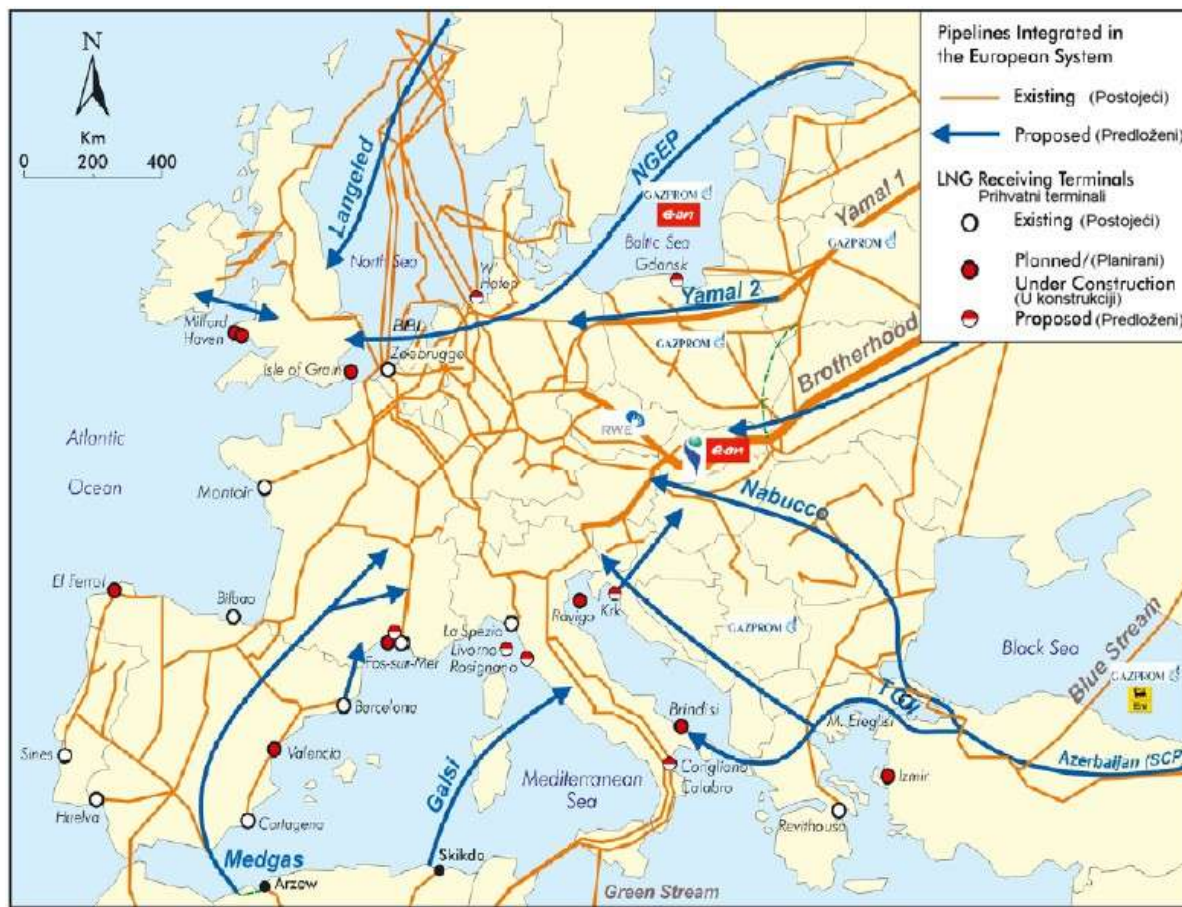 N
Km
0 200 400
Pipelines Integrated in
the European System
Existing (Postojeći)
Proposed (Predloženi)
LNG Receiving Terminals
Prihvatni terminali
Existing (Postojeći)
Planned/(Planirani)
Under Construction
(U konstrukciji)
Proposed (Predloženi)
Langeled
North Sea
NGEP
GAZPROM
e·on
Baltic Sea
Gdansk
Yamal 1
GAZPROM
Yamal 2
GAZPROM
Brotherhood
Milford
Haven
BBL
Zeebrugge
Isle of Grain
RWE
e·on
Atlantic
Ocean
Montoir
Nabucco
El Ferrol
Bilbao
Fos-sur-Mer
La Spezia
Livorno
Rosignano
Rovigo
Krk
GAZPROM
Black Sea
Blue Stream
GAZPROM
Eni
Barcelona
Brindisi
M. Ereglisi
Azerbaijan (SCP
Sines
Valencia
Galsi
Mediterranean
Sea
Corigliano
Calabro
Izmir
Huelva
Cartagena
Revithousa
Medgas
Skikda
Arzew
Green Stream